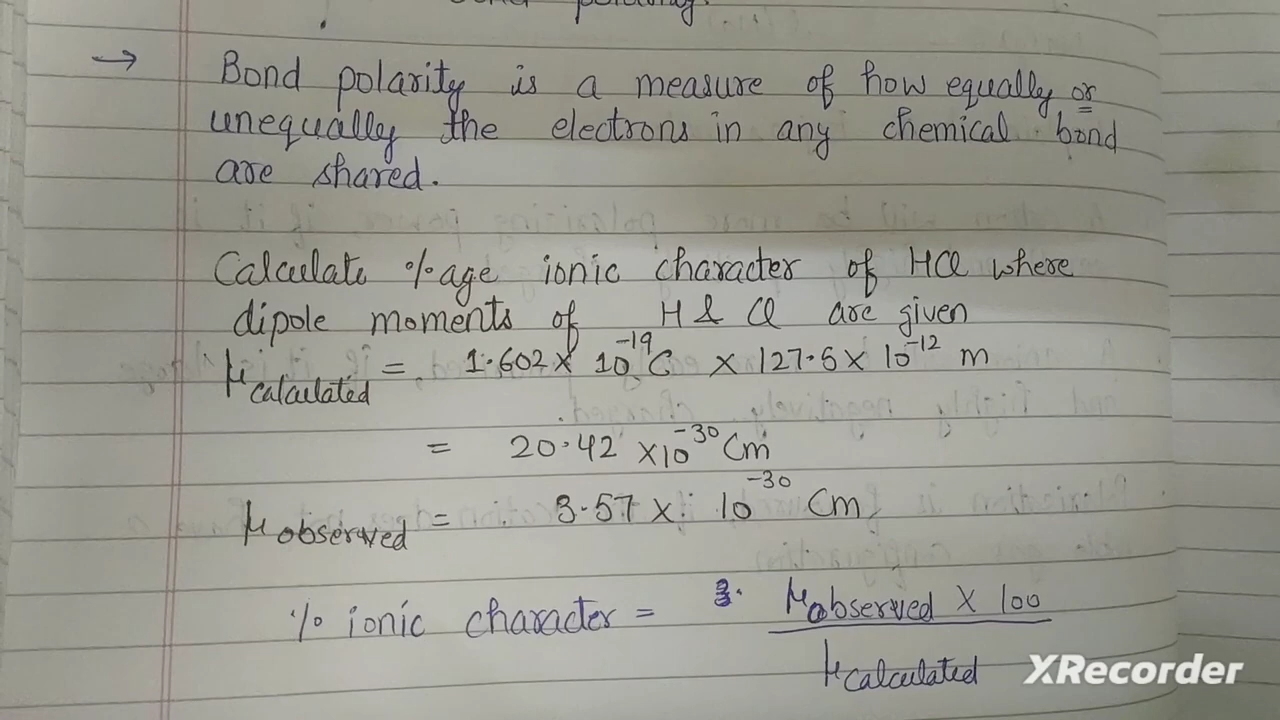 → Bond polarity is a measure of how equally or
unequally the electrons in any chemical bond
are shared.
Calculate %age ionic character of HCl where
dipole moments of H & Cl are given
μcalculated = 1.602 × 10⁻¹⁹C × 127.5 × 10⁻¹² m
= 20.42 ×10⁻³⁰ Cm
μobserved = 3.57 × 10⁻³⁰ Cm
% ionic character = μobserved × 100
μcalculated
XRecorder